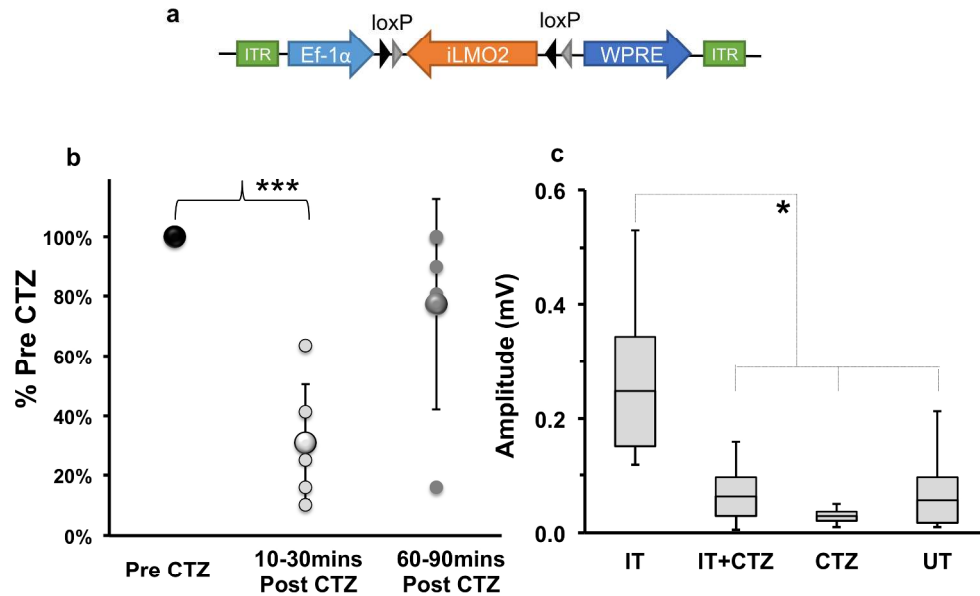 a
loxP
loxP
ITR
Ef-1α
iLMO2
WPRE
ITR
b
***
% Pre CTZ
100%
80%
60%
40%
20%
0%
Pre CTZ
10-30mins
Post CTZ
60-90mins
Post CTZ
c
*
Amplitude (mV)
0.6
0.4
0.2
0.0
IT
IT+CTZ
CTZ
UT